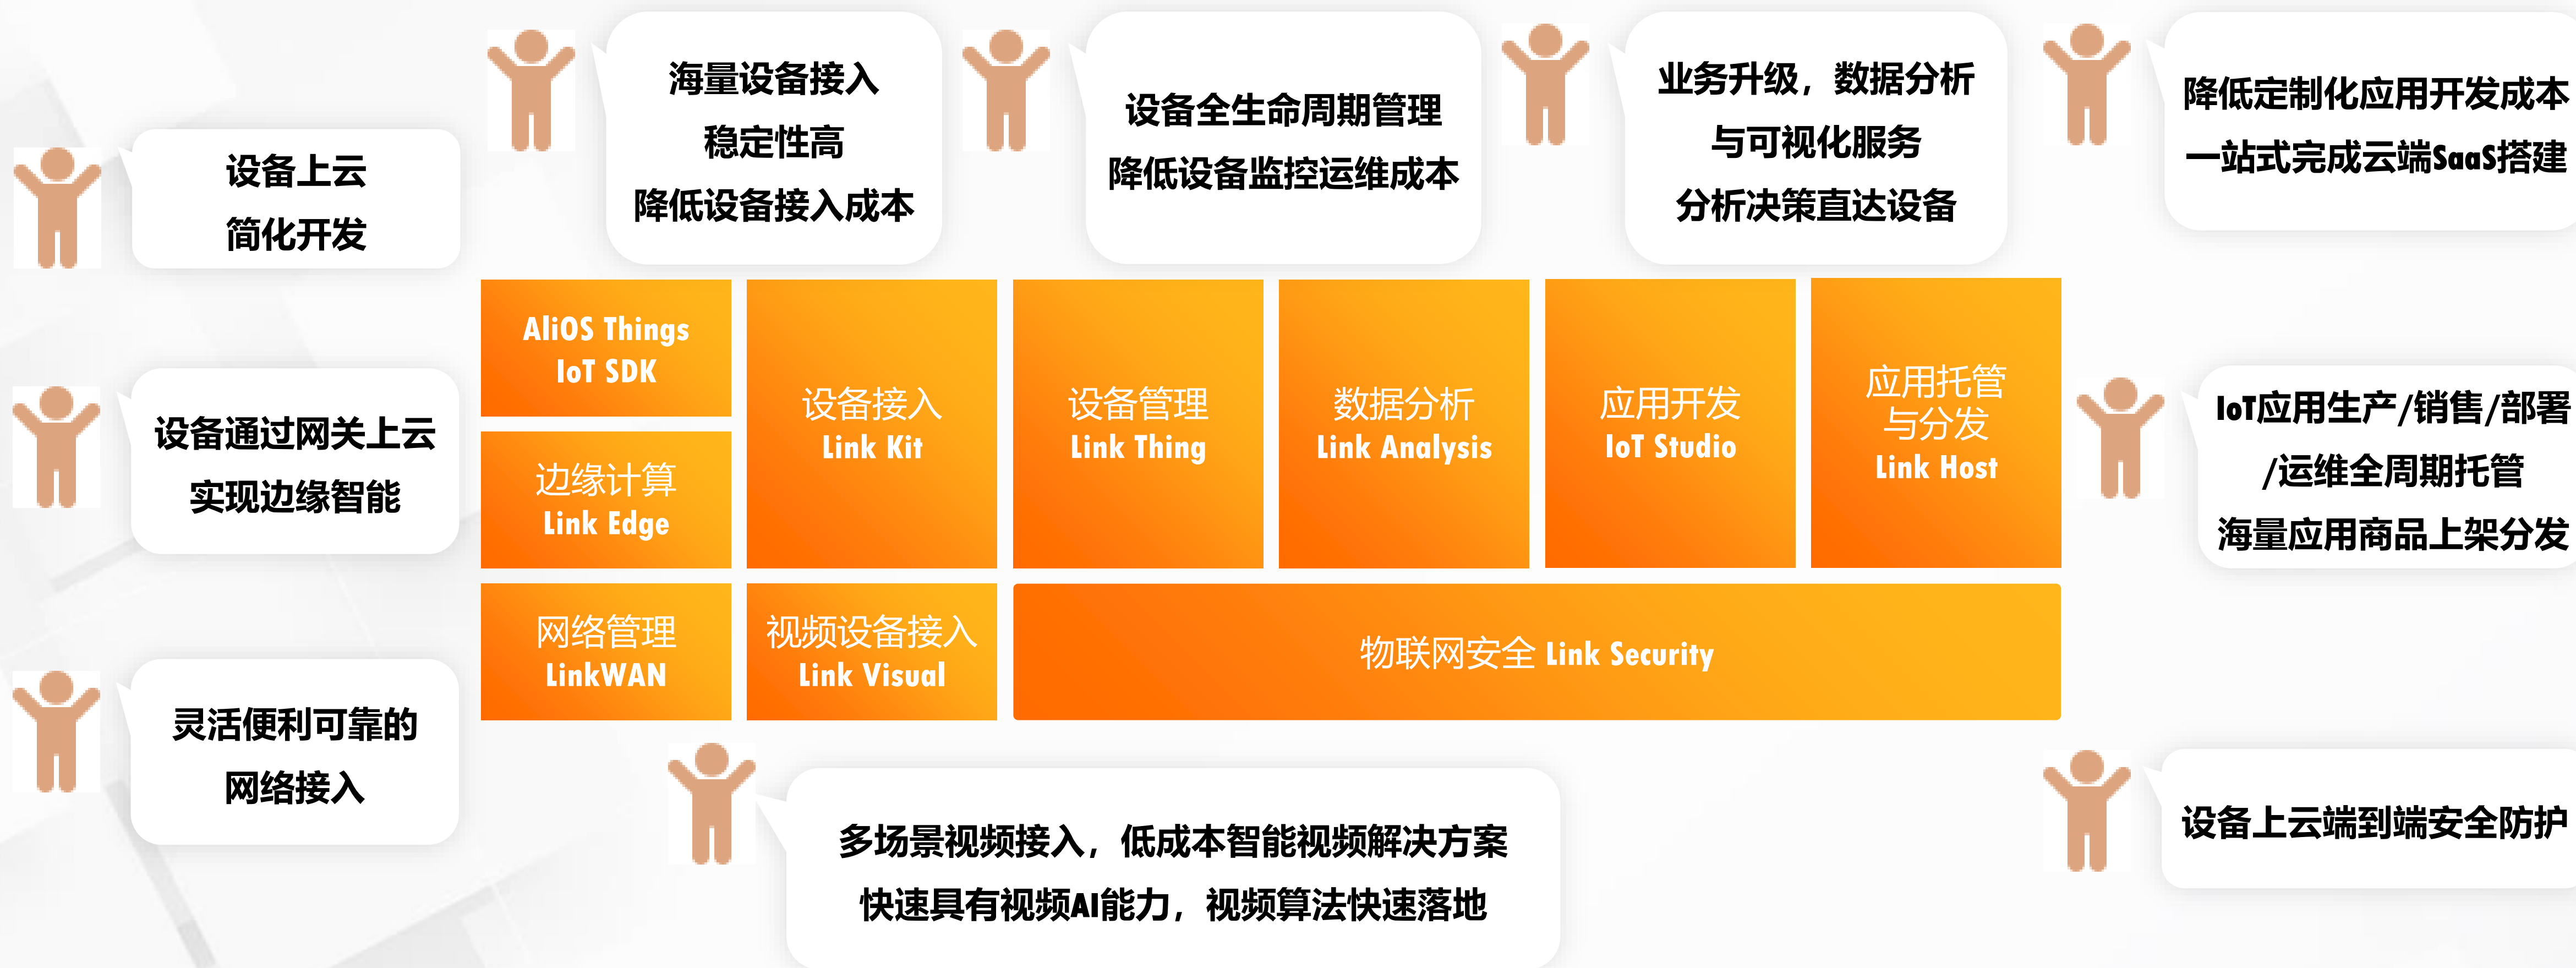 海量设备接入
稳定性高
降低设备接入成本
设备全生命周期管理
降低设备监控运维成本
业务升级，数据分析
与可视化服务
分析决策直达设备
降低定制化应用开发成本
一站式完成云端SaaS搭建
设备上云
简化开发
设备通过网关上云
实现边缘智能
灵活便利可靠的
网络接入
AliOS Things
IoT SDK
边缘计算
Link Edge
网络管理
LinkWAN
设备接入
Link Kit
视频设备接入
Link Visual
设备管理
Link Thing
数据分析
Link Analysis
应用开发
IoT Studio
应用托管
与分发
Link Host
物联网安全 Link Security
IoT应用生产/销售/部署
/运维全周期托管
海量应用商品上架分发
多场景视频接入，低成本智能视频解决方案
快速具有视频AI能力，视频算法快速落地
设备上云端到端安全防护